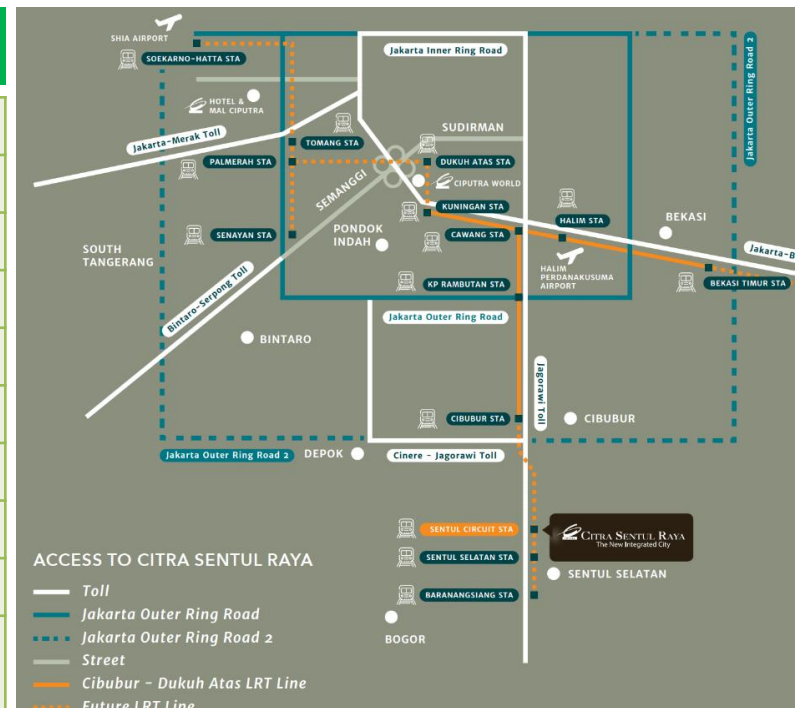 SHIA AIRPORT
SOEKARNO-HATTA STA
Jakarta Inner Ring Road
Jakarta Outer Ring Road 2
HOTEL &
MAL CIPUTRA
Jakarta-Merak Toll
TOMANG STA
SUDIRMAN
PALMERAH STA
DUKUH ATAS STA
CIPUTRA WORLD
SEMANGGI
KUNINGAN STA
HALIM STA
BEKASI
SENAYAN STA
PONDOK
INDAH
CAWANG STA
SOUTH
TANGERANG
Jakarta-B
HALIM
PERDANAKUSUMA
AIRPORT
KP RAMBUTAN STA
BEKASI TIMUR STA
Bintaro-Serpong Toll
Jakarta Outer Ring Road
BINTARO
Jagorawi Toll
CIBUBUR STA
CIBUBUR
Jakarta Outer Ring Road 2
DEPOK
Cinere - Jagorawi Toll
SENTUL CIRCUIT STA
CITRA SENTUL RAYA
The New Integrated City
SENTUL SELATAN STA
SENTUL SELATAN
BARANANGSIANG STA
BOGOR
ACCESS TO CITRA SENTUL RAYA
Toll
Jakarta Outer Ring Road
Jakarta Outer Ring Road 2
Street
Cibubur - Dukuh Atas LRT Line
Future LRT Line